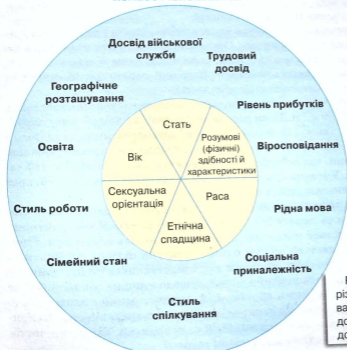 Досвід військової
служби
Трудовий
досвід
Географічне
розташування
Рівень прибутків
Стать
Розумові
(фізичні)
здібності й
характеристики
Освіта
Вік
Віросповідання
Сексуальна
орієнтація
Раса
Стиль роботи
Рідна мова
Етнічна
спадщина
Сімейний стан
Соціальна
приналежність
Стиль
спілкування